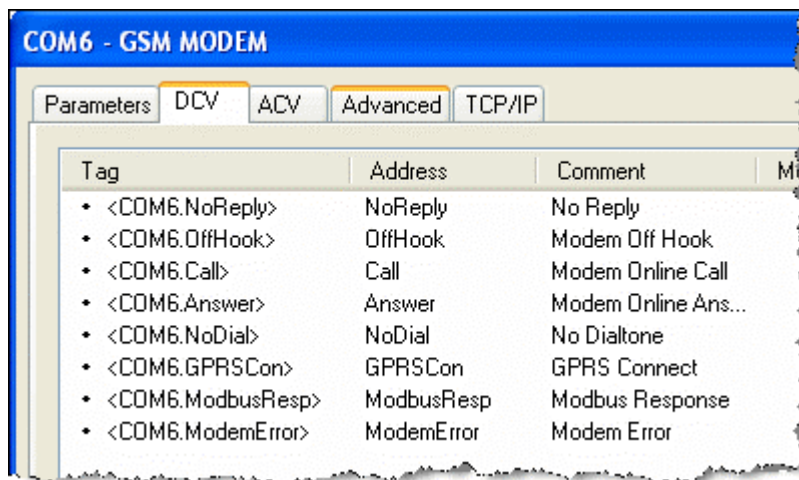 COM6 - GSM MODEM
Parameters DCV ACV Advanced TCP/IP
Tag Address Comment
<COM6.NoReply> NoReply No Reply
<COM6.OffHook> OffHook Modem Off Hook
<COM6.Call> Call Modem Online Call
<COM6.Answer> Answer Modem Online Ans...
<COM6.NoDial> NoDial No Dialtone
<COM6.GPRSCon> GPRSCon GPRS Connect
<COM6.ModbusResp> ModbusResp Modbus Response
<COM6.ModemError> ModemError Modem Error